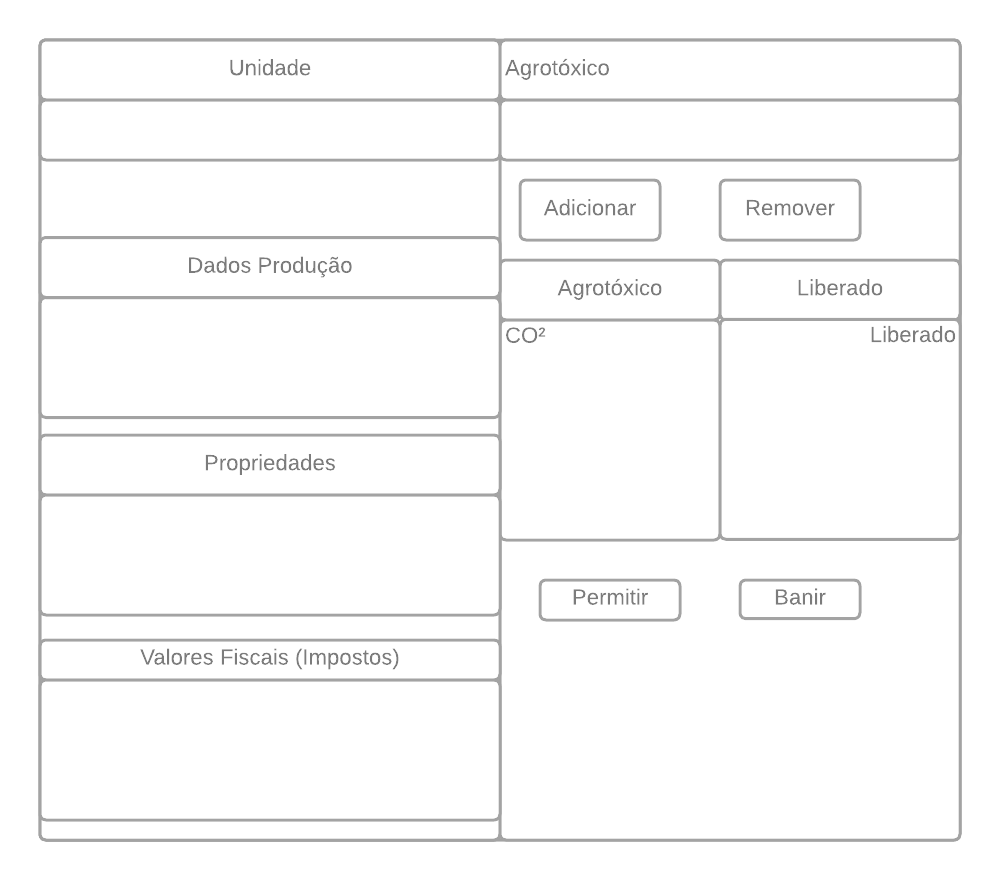 Unidade
Agrotóxico
Adicionar
Remover
Dados Produção
Agrotóxico
Liberado
CO²
Liberado
Propriedades
Permitir
Banir
Valores Fiscais (Impostos)